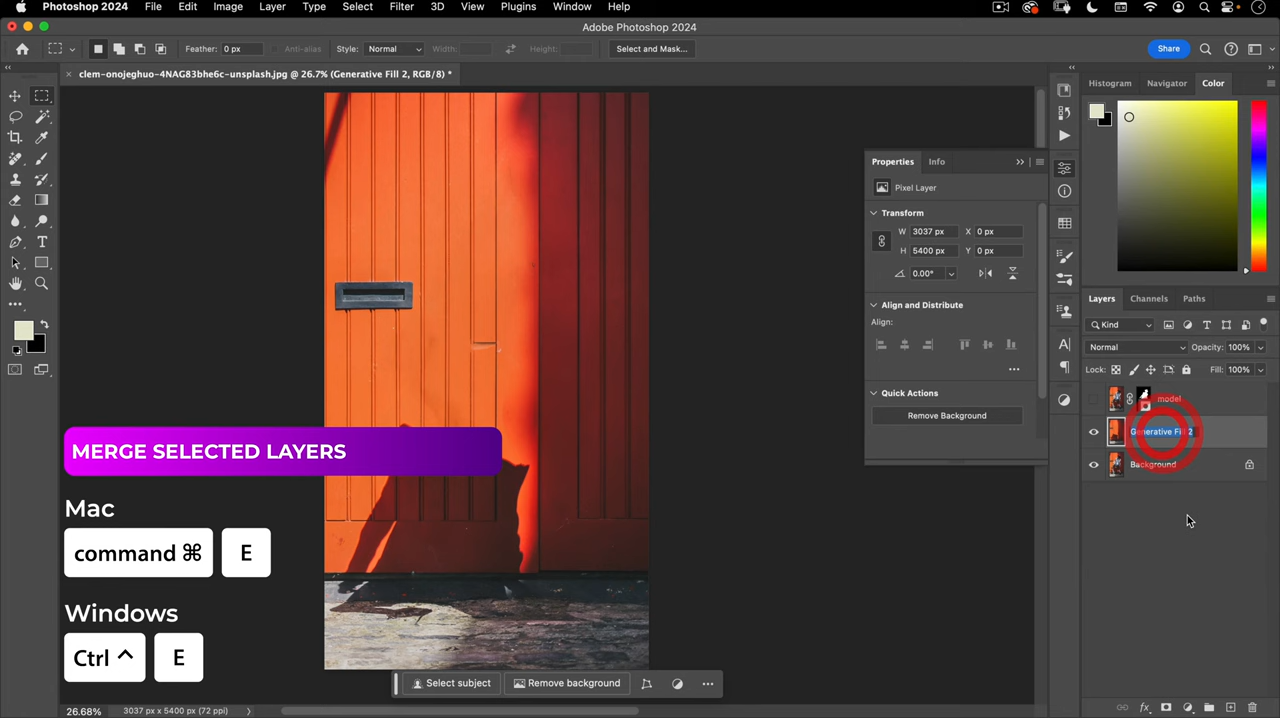 Photoshop 2024 File Edit Image Layer Type Select Filter 3D View Plugins Window Help
Adobe Photoshop 2024
Feather: 0 px Anti-alias Style: Normal Width: Height: Select and Mask... Share
× clem-onojeghuo-4NAG83bhe6c-unsplash.jpg @ 26.7% (Generative Fill 2, RGB/8) *
Histogram Navigator Color
Properties Info
Pixel Layer
Transform
W 3037 px X 0 px
H 5400 px Y 0 px
0.00°
Align and Distribute
Align:
Quick Actions
Remove Background
Layers Channels Paths
Kind
Normal Opacity: 100%
Lock: Fill: 100%
model
Generative Fill 2
Background
MERGE SELECTED LAYERS
Mac
command ⌘ E
Windows
Ctrl ^ E
Select subject Remove background
26.68% 3037 px x 5400 px (72 ppi)